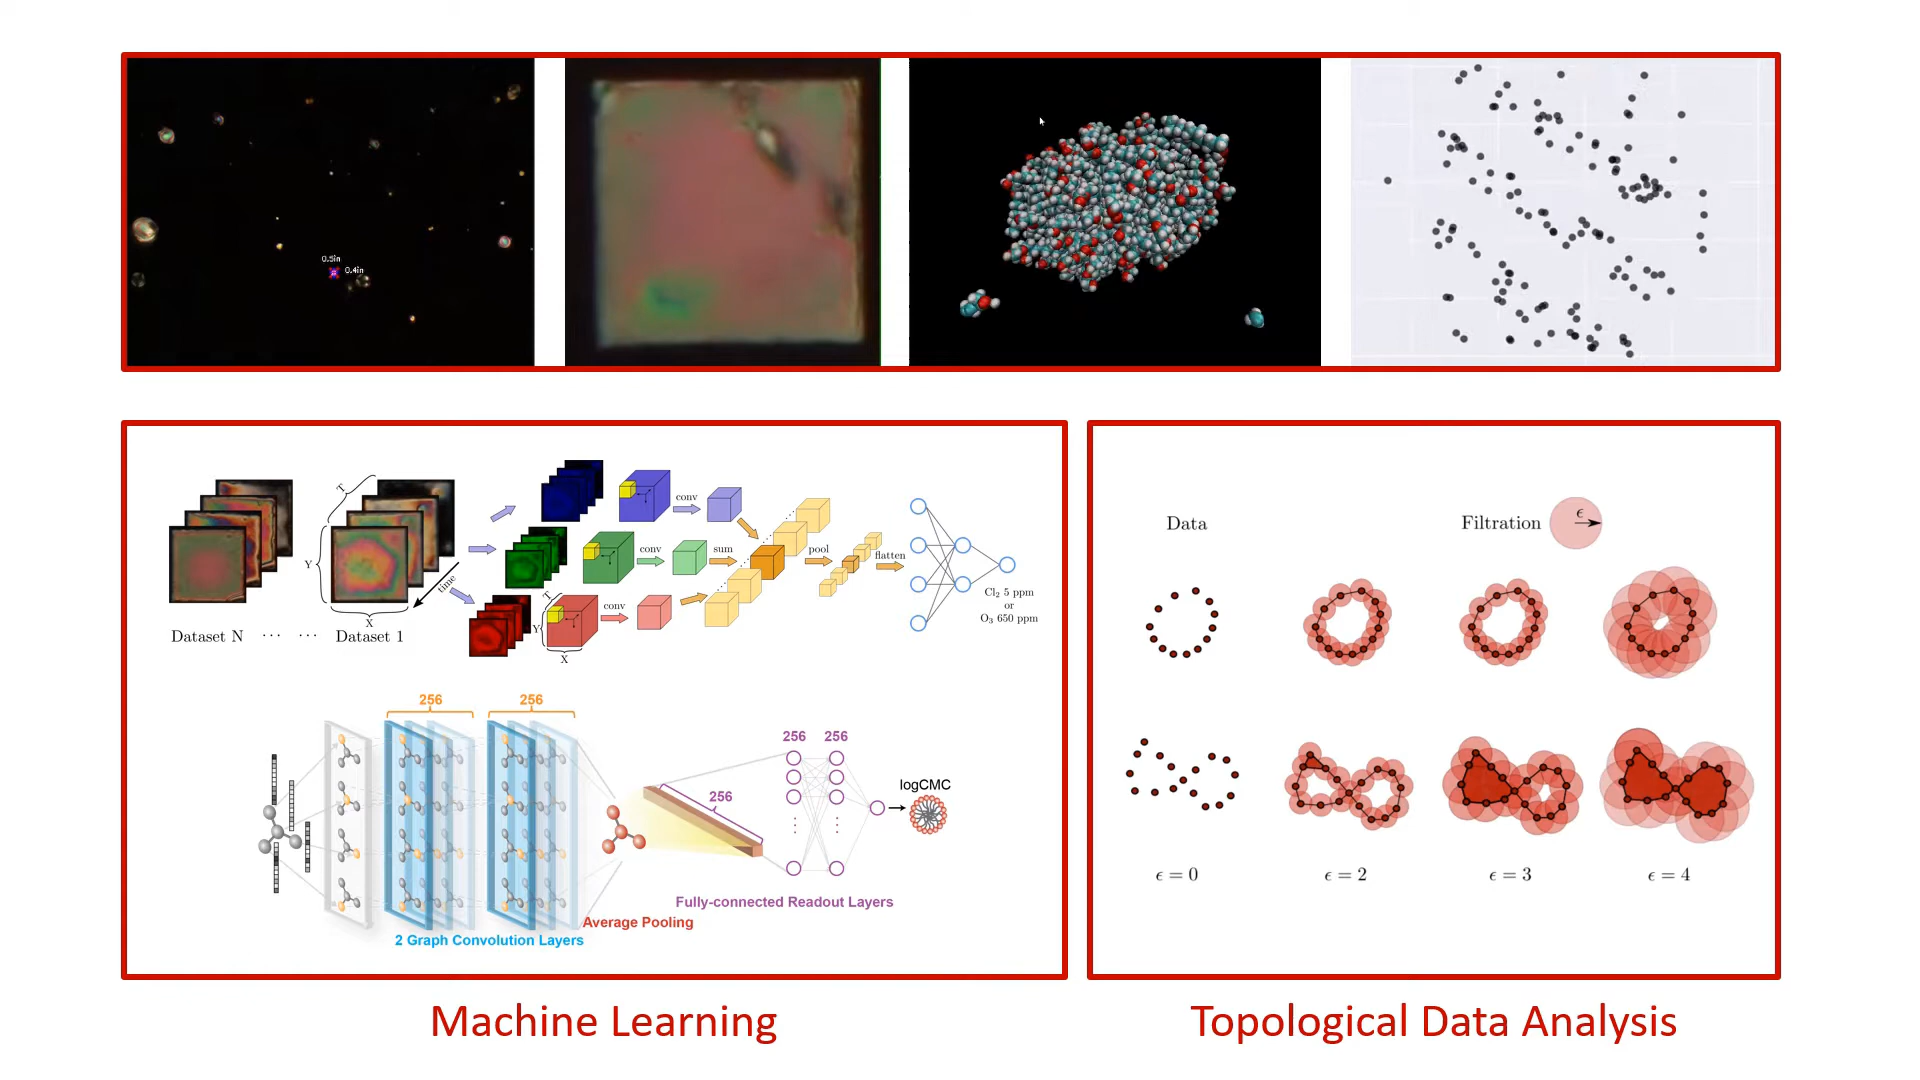 0.5in
0.4in
T
Y
X
time
Dataset N ... ... Dataset 1
conv
conv
conv
T
Y
X
sum
pool
flatten
Cl₂ 5 ppm
or
O₃ 650 ppm
256
256
256
256
256
logCMC
Fully-connected Readout Layers
Average Pooling
2 Graph Convolution Layers
Data
Filtration
ϵ
ϵ = 0
ϵ = 2
ϵ = 3
ϵ = 4
Machine Learning
Topological Data Analysis